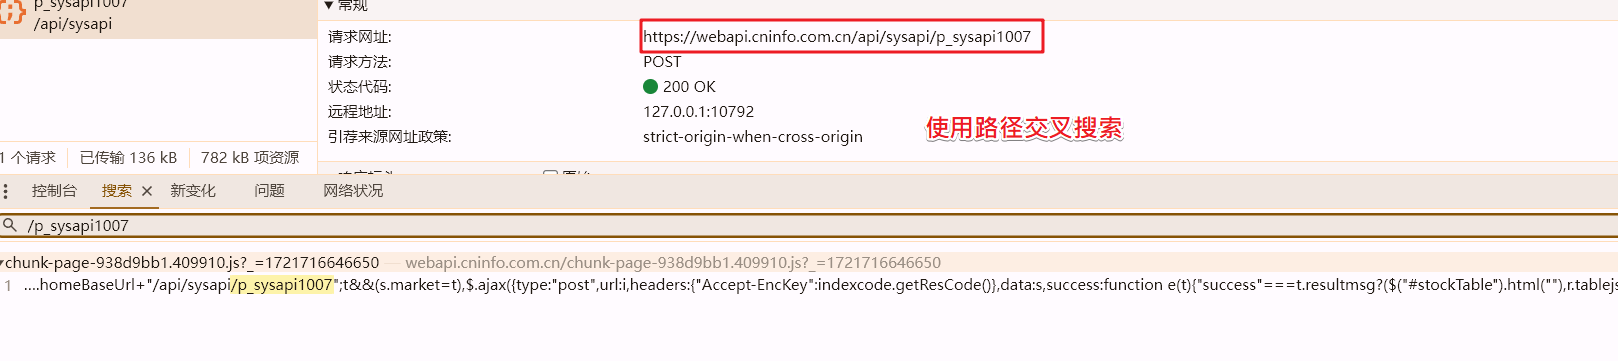 p_sysapi1007
/api/sysapi
▼ 常规
请求网址: https://webapi.cninfo.com.cn/api/sysapi/p_sysapi1007
请求方法: POST
状态代码: 200 OK
远程地址: 127.0.0.1:10792
引荐来源网址政策: strict-origin-when-cross-origin
使用路径交叉搜索
1 个请求 已传输 136 kB 782 kB 项资源
控制台 搜索 新变化 问题 网络状况
/p_sysapi1007
chunk-page-938d9bb1.409910.js?_=1721716646650 — webapi.cninfo.com.cn/chunk-page-938d9bb1.409910.js?_=1721716646650
1 ....homeBaseUrl+"/api/sysapi/p_sysapi1007";t&&(s.market=t),$.ajax({type:"post",url:i,headers:{"Accept-EncKey":indexcode.getResCode()},data:s,success:function e(t){"success"===t.resultmsg?($("#stockTable").html(""),r.tablejs